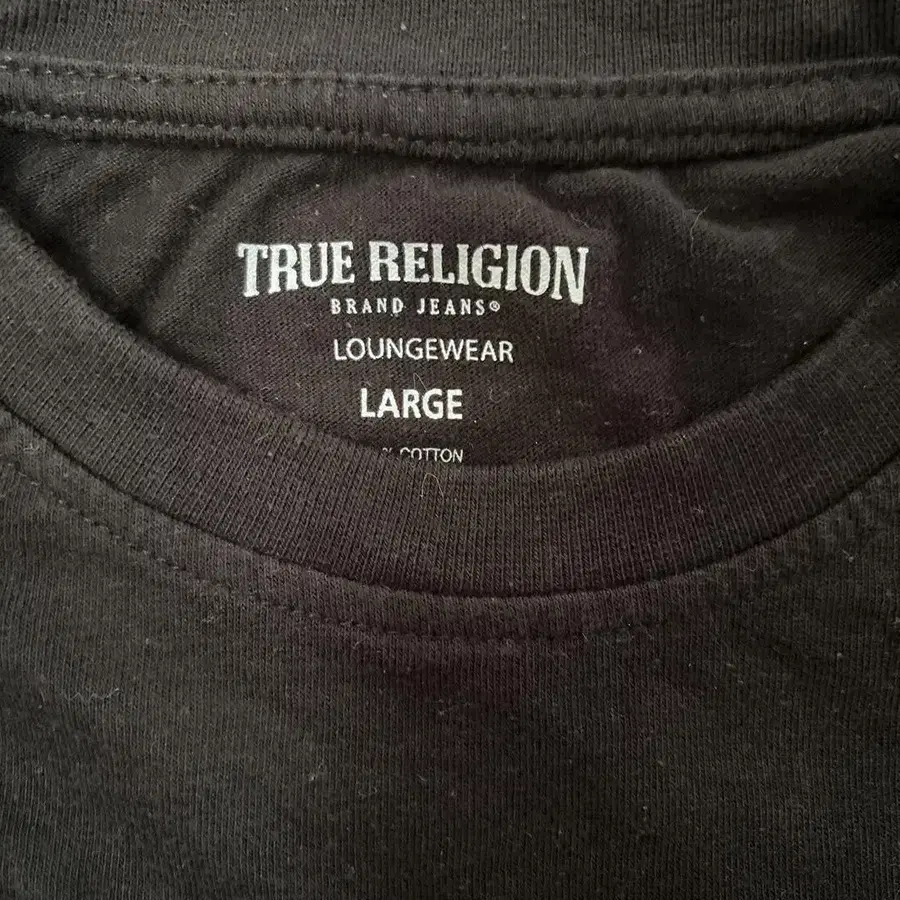 TRUE RELIGION
BRAND JEANS®
LOUNGEWEAR
LARGE
% COTTON